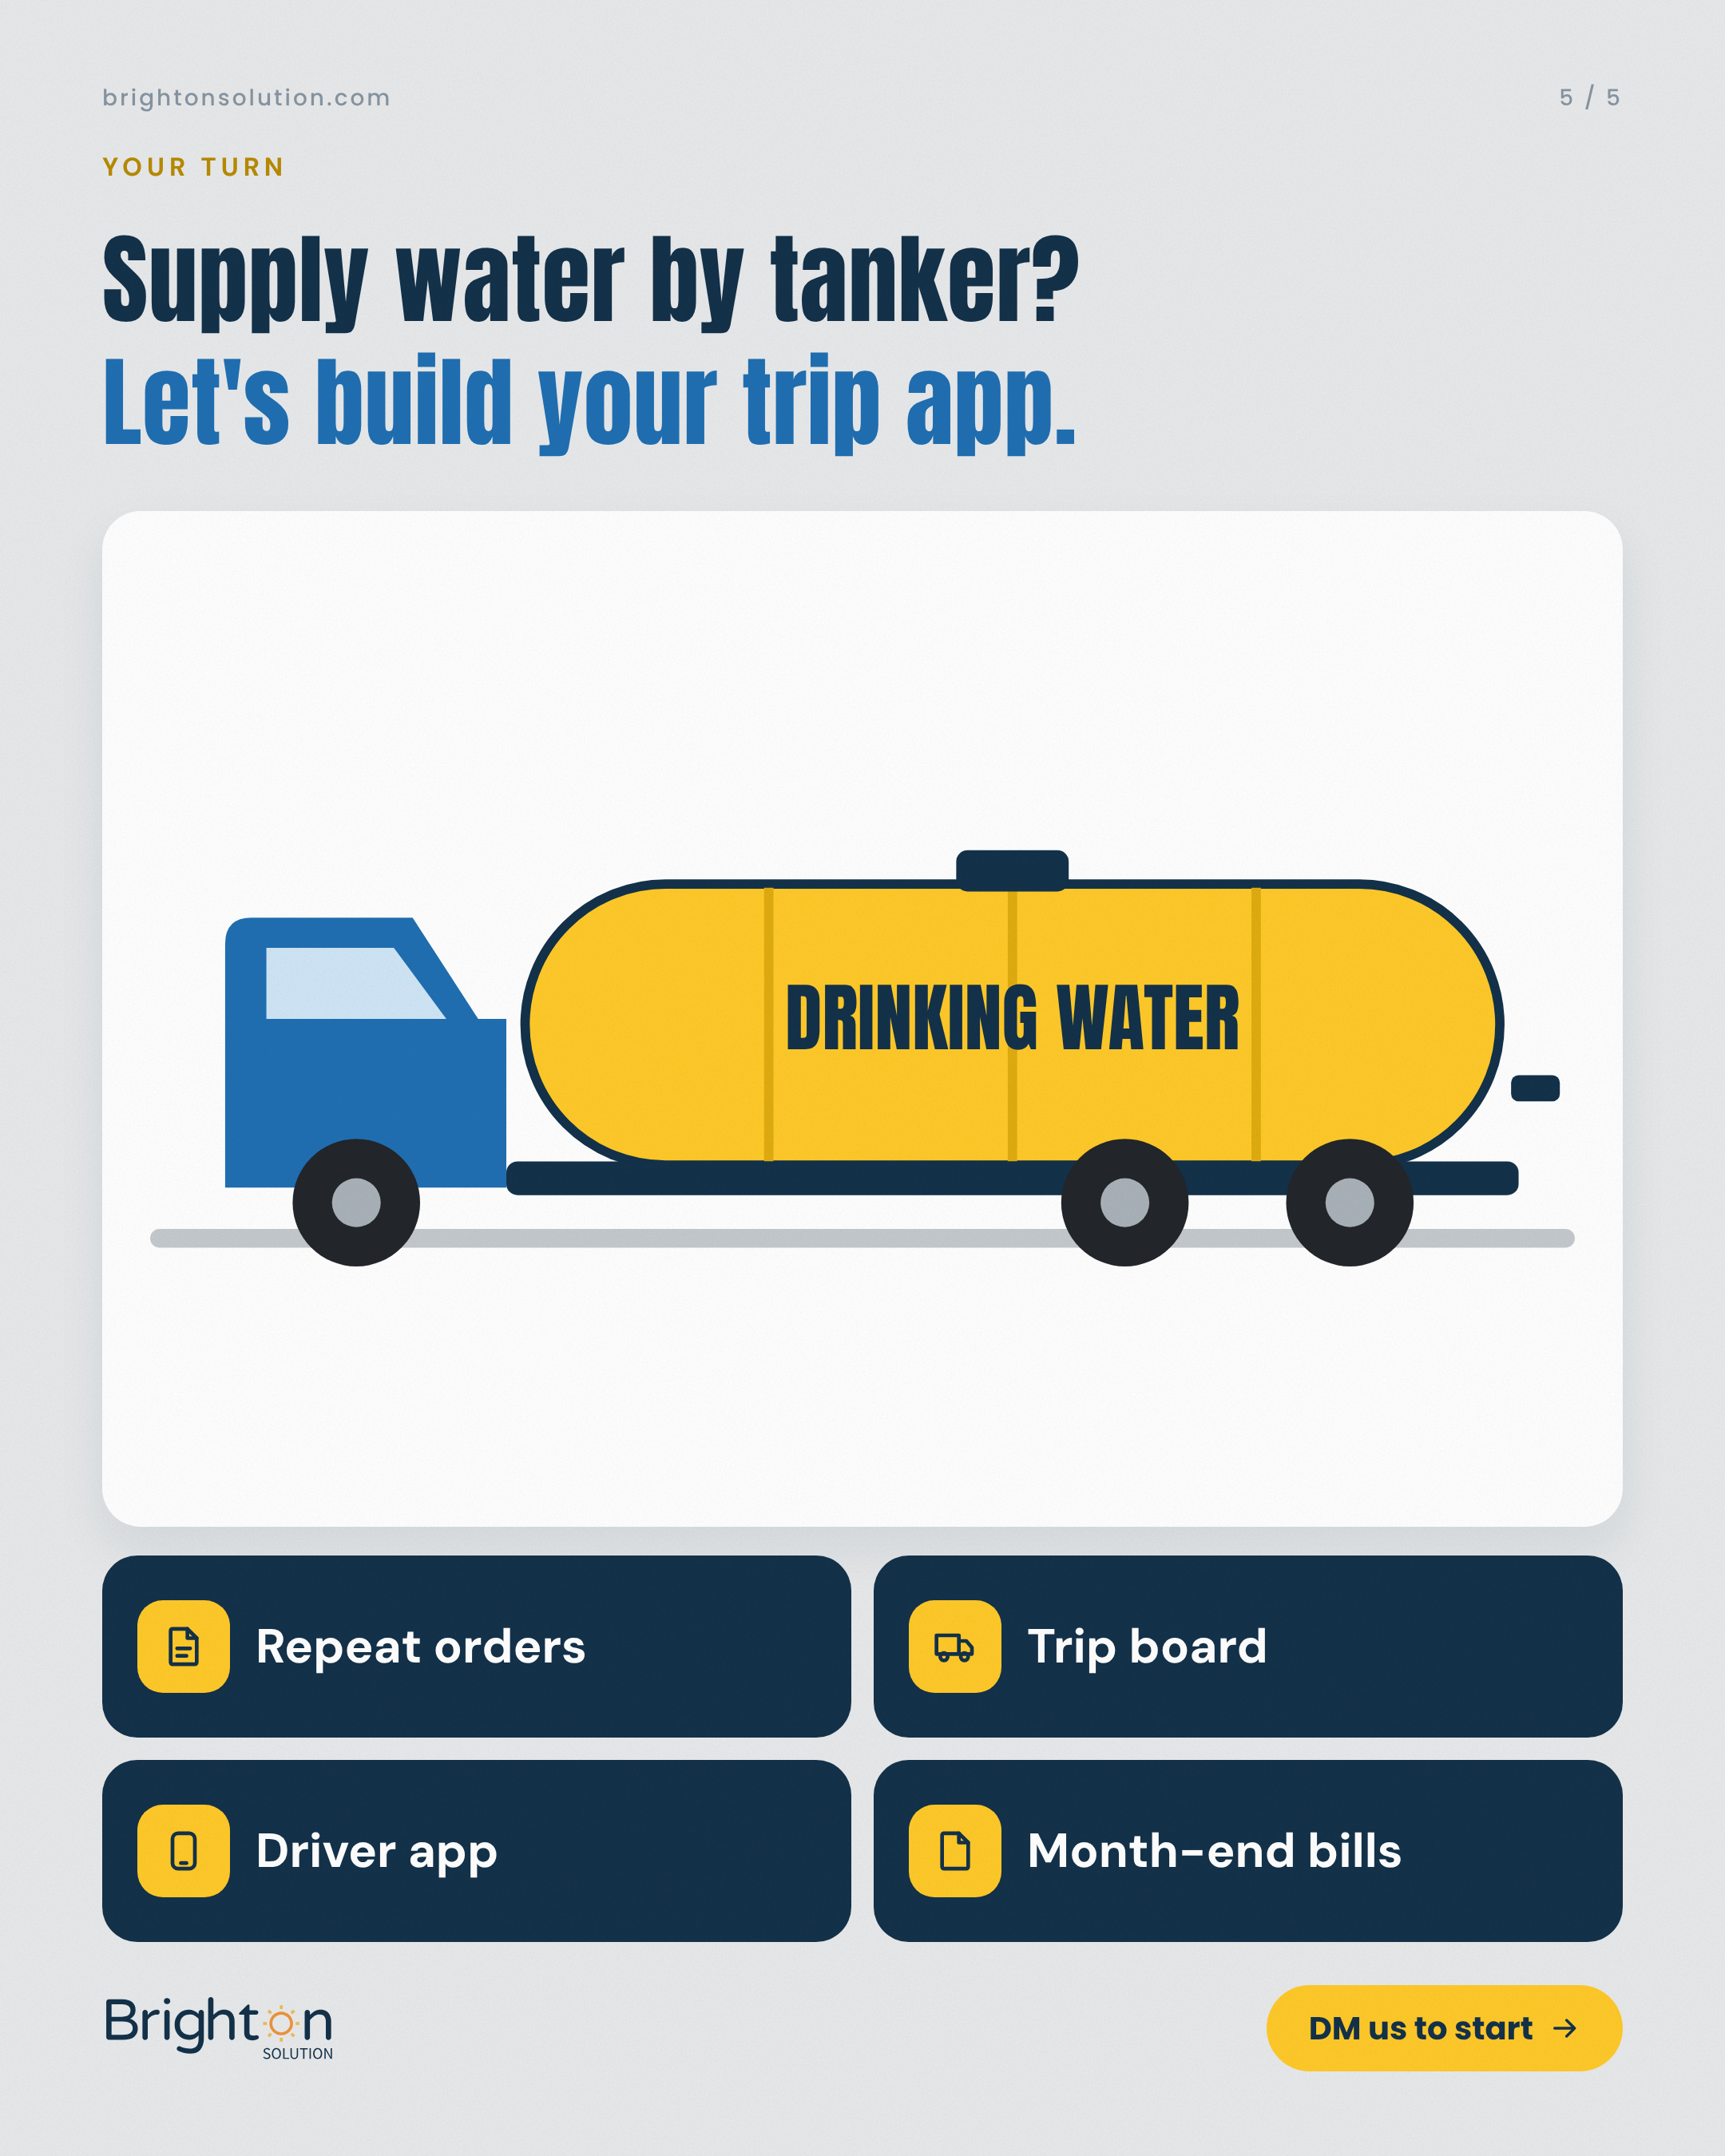 brightonsolution.com
5 / 5
YOUR TURN
Supply water by tanker?
Let's build your trip app.
DRINKING WATER
Repeat orders
Trip board
Driver app
Month-end bills
Brighton
SOLUTION
DM us to start →